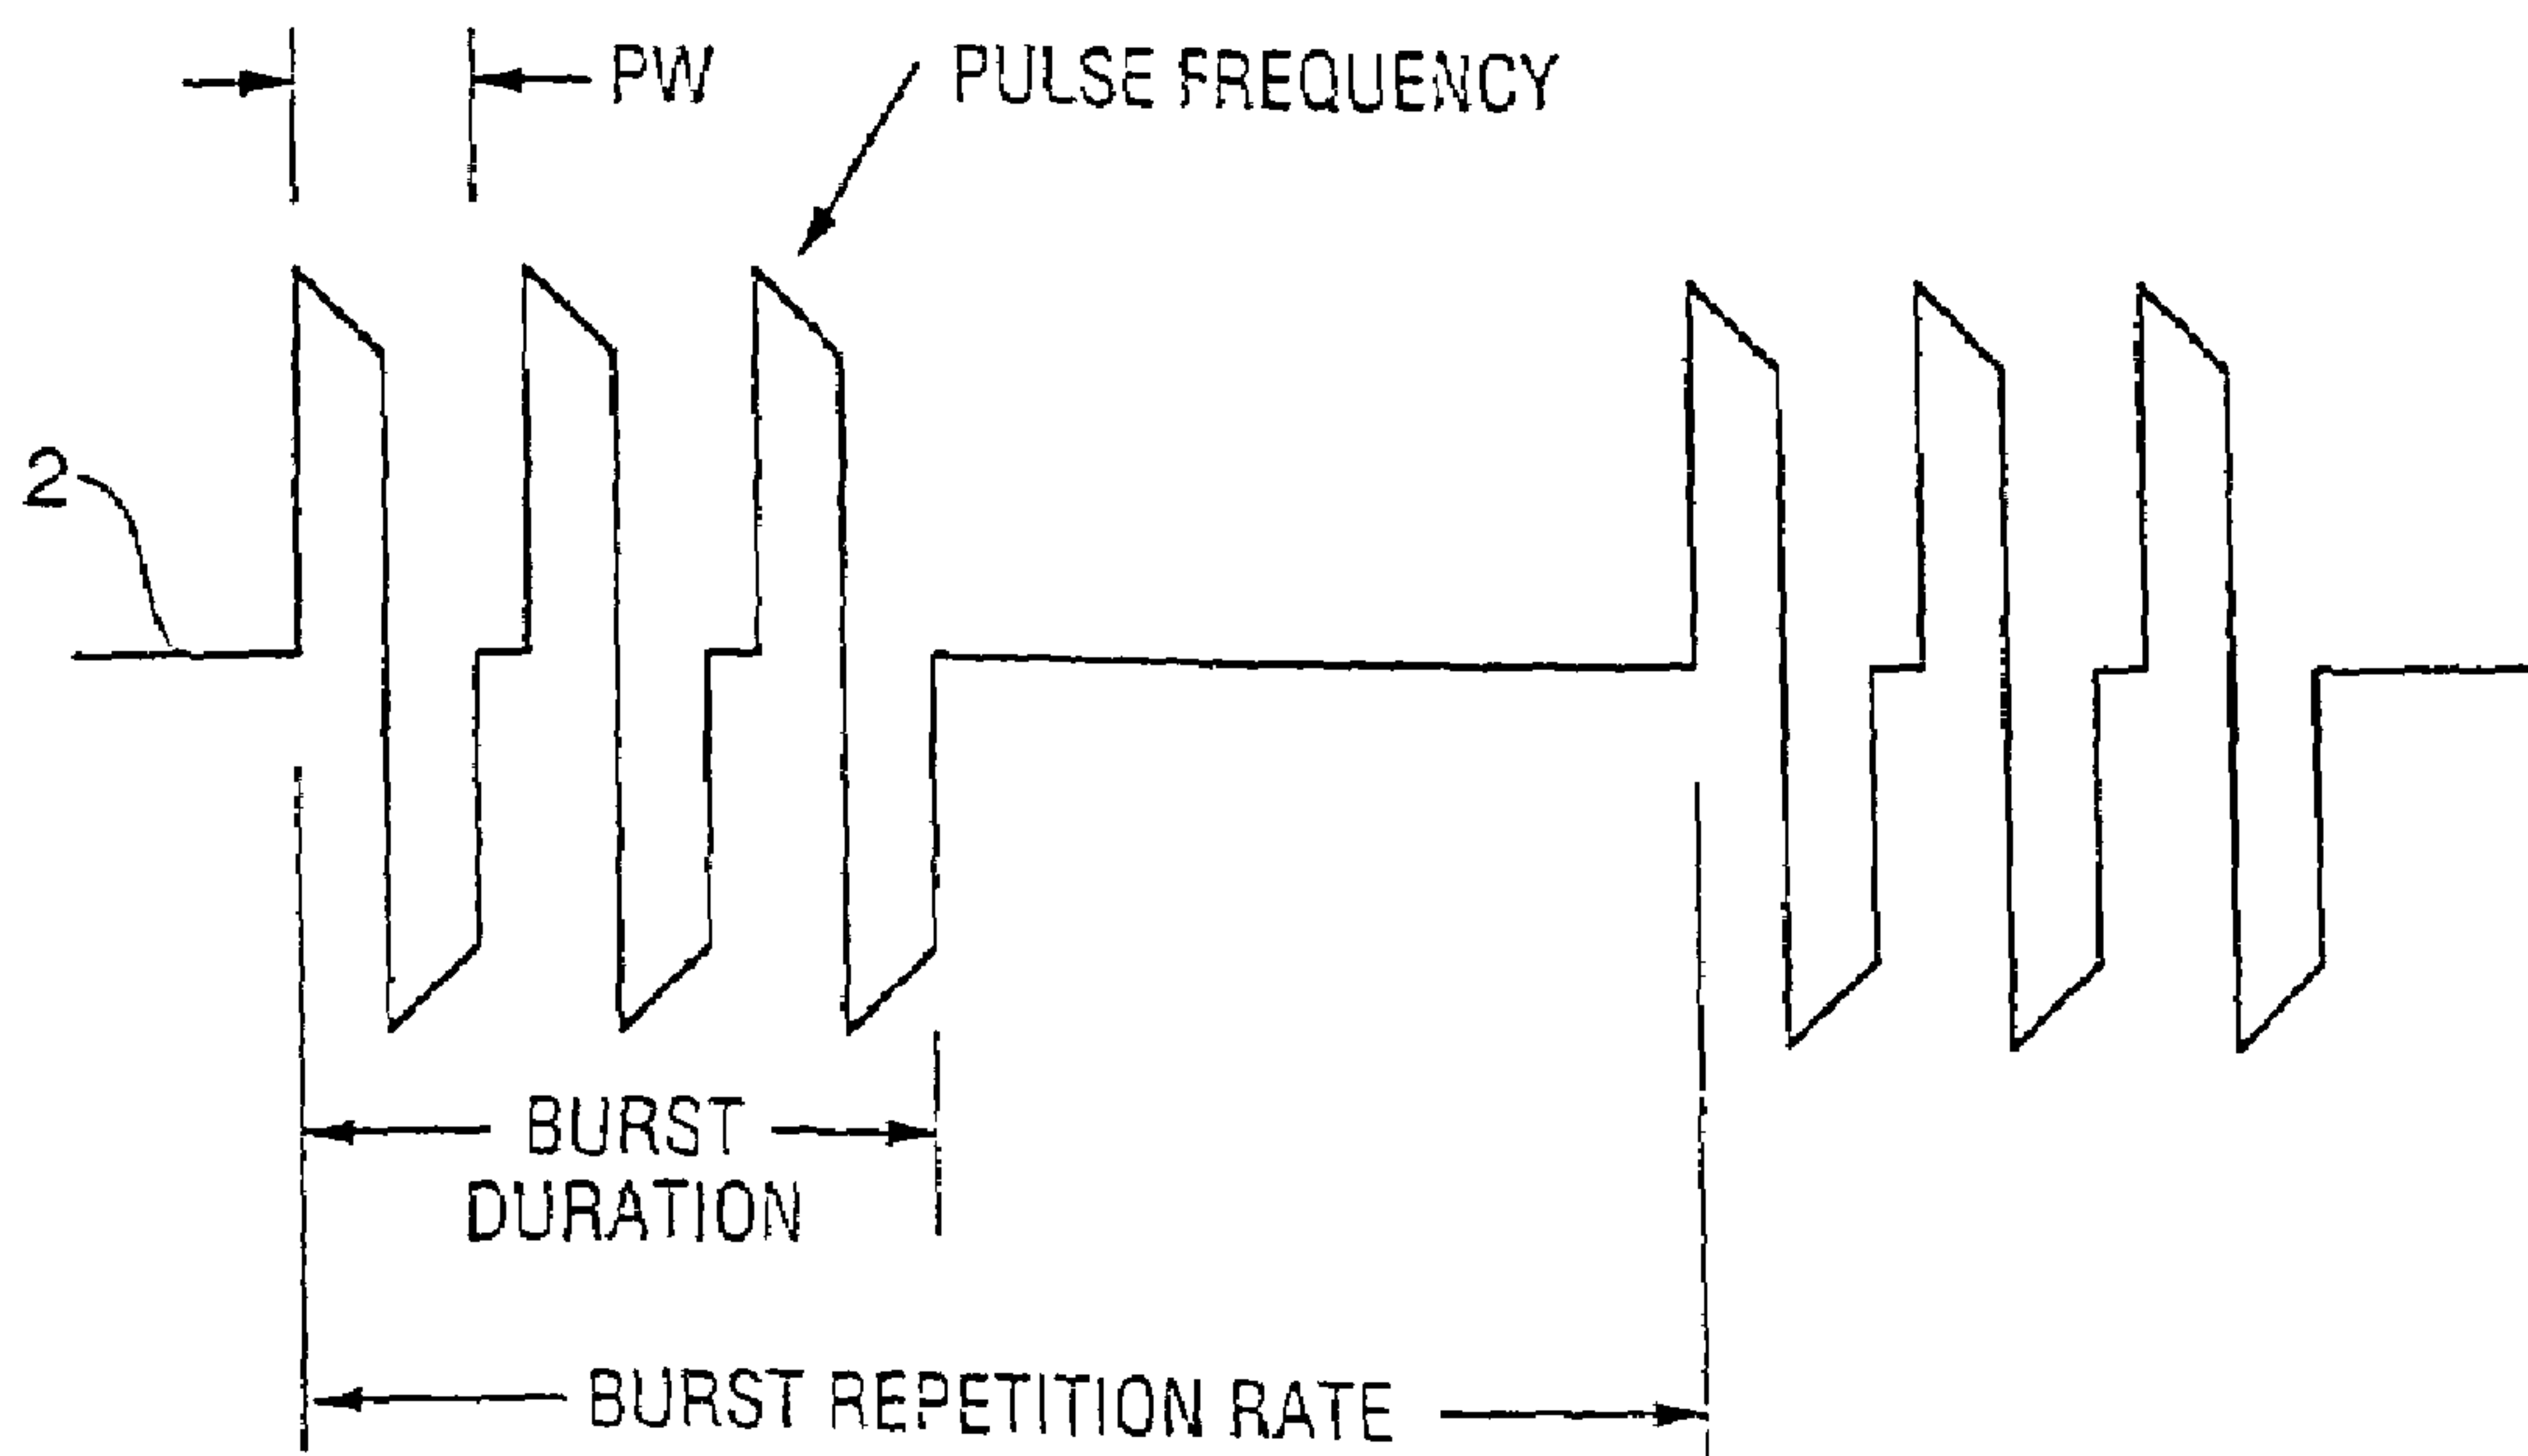 PW
PULSE FREQUENCY
2
BURST
DURATION
BURST REPETITION RATE